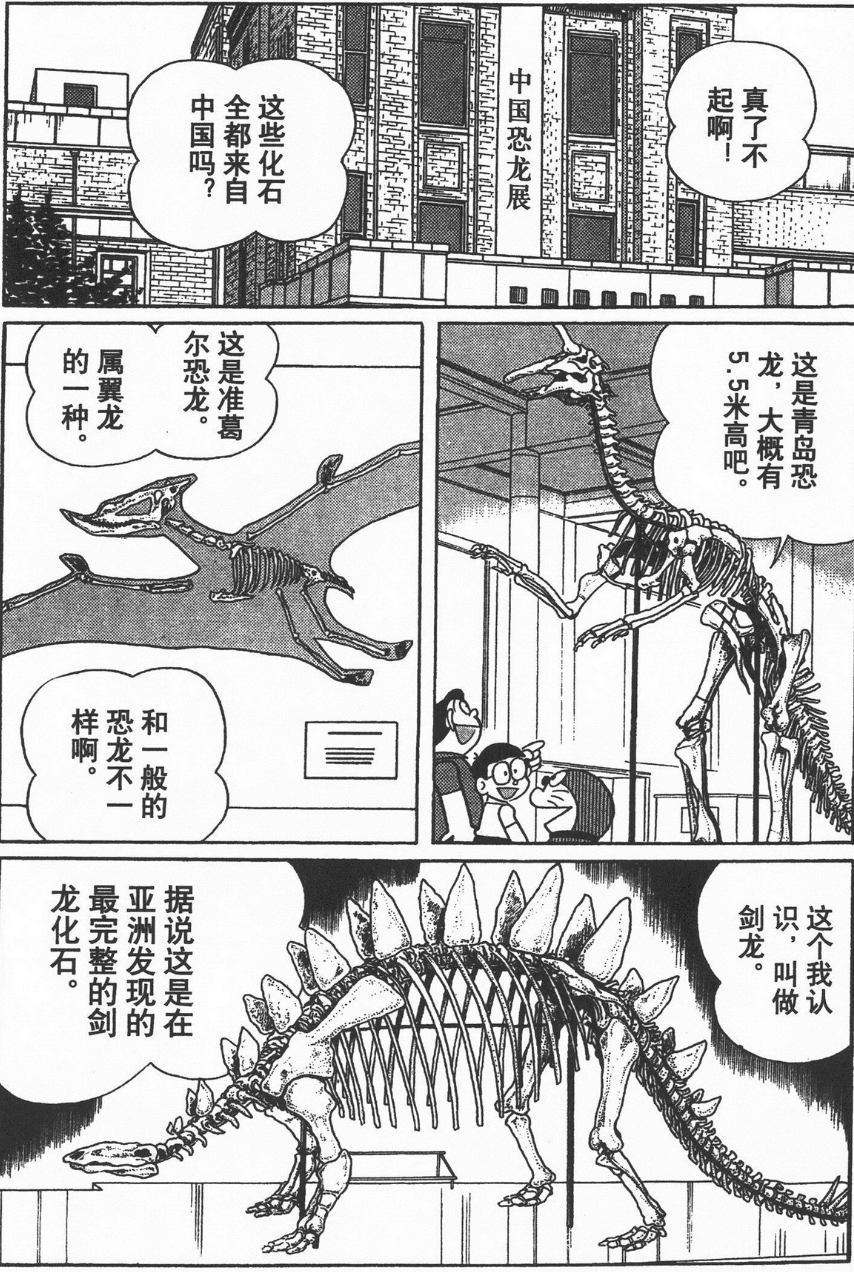 真了不
起啊！
中国恐龙展
这些化石
全都来自
中国吗？
这是青岛恐
龙，大概有
5.5米高吧。
这是准葛
尔恐龙。
属翼龙
的一种。
和一般的
恐龙不一
样啊。
这个我认
识，叫做
剑龙。
据说这是在
亚洲发现的
最完整的剑
龙化石。